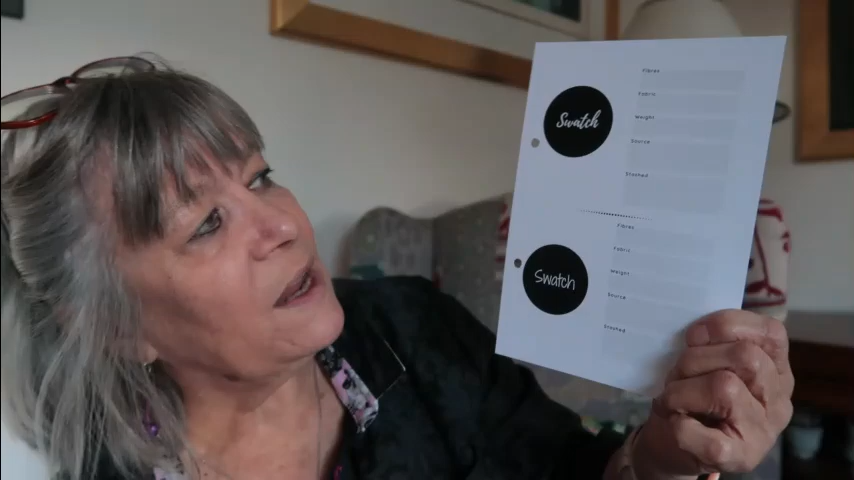 Swatch
Fibres
Fabric
Weight
Source
Stashed
Swatch
Fibres
Fabric
Weight
Source
Stashed